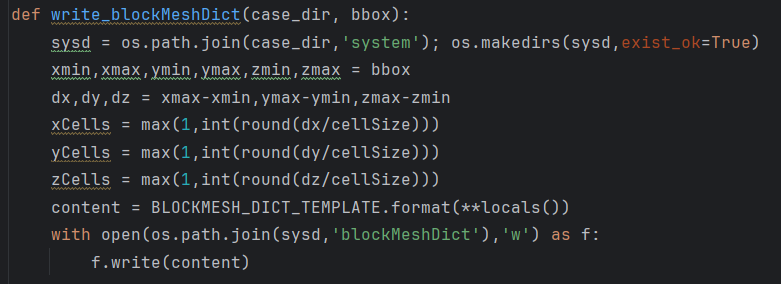 def write_blockMeshDict(case_dir, bbox):
    sysd = os.path.join(case_dir,'system'); os.makedirs(sysd,exist_ok=True)
    xmin,xmax,ymin,ymax,zmin,zmax = bbox
    dx,dy,dz = xmax-xmin,ymax-ymin,zmax-zmin
    xCells = max(1,int(round(dx/cellSize)))
    yCells = max(1,int(round(dy/cellSize)))
    zCells = max(1,int(round(dz/cellSize)))
    content = BLOCKMESH_DICT_TEMPLATE.format(**locals())
    with open(os.path.join(sysd,'blockMeshDict'),'w') as f:
        f.write(content)